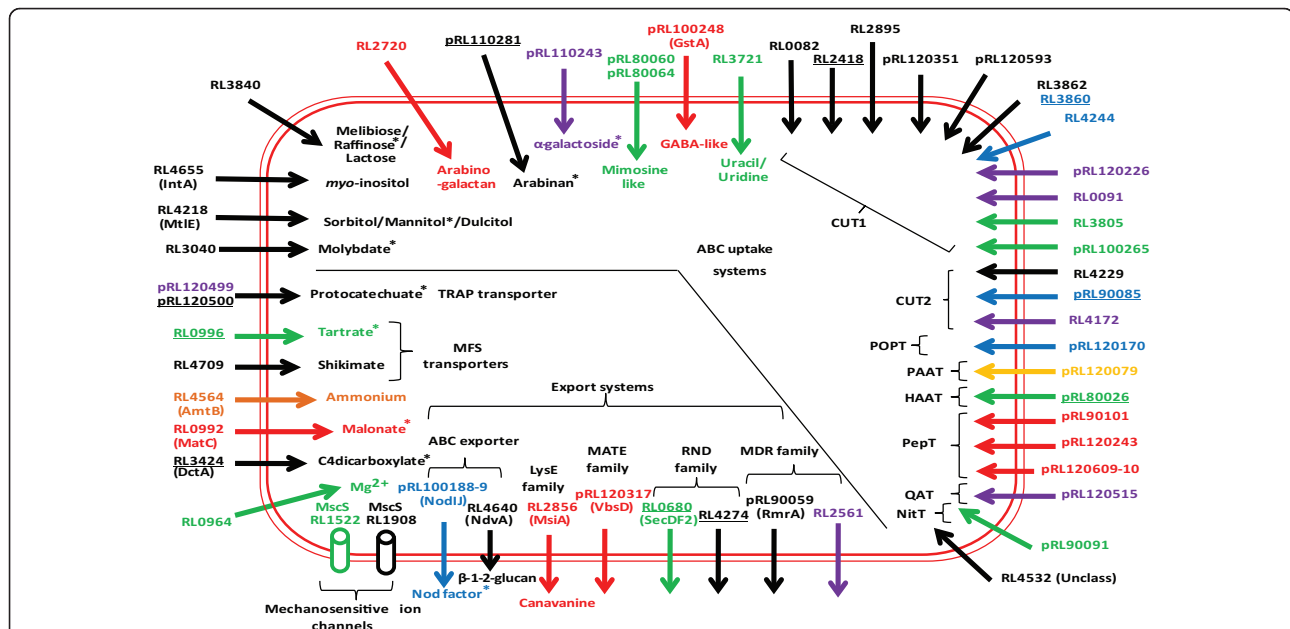 RL3840
RL2720
pRL110281
pRL110243
pRL80060
pRL80064
pRL100248
(GstA)
RL3721
RL0082
RL2418
RL2895
pRL120351
pRL120593
RL3862
RL3860
RL4244
Melibiose/
Raffinose*/
Lactose
Arabino
-galactan
Arabinan*
α-galactoside*
Mimosine
like
GABA-like
Uracil/
Uridine
RL4655
(IntA)
myo-inositol
RL4218
(MtlE)
Sorbitol/Mannitol*/Dulcitol
RL3040
Molybdate*
CUT1
ABC uptake
systems
pRL120226
RL0091
RL3805
pRL100265
RL4229
CUT2
pRL90085
RL4172
POPT
pRL120170
PAAT
pRL120079
HAAT
pRL80026
PepT
pRL90101
pRL120243
pRL120609-10
QAT
pRL120515
NitT
pRL90091
RL4532 (Unclass)
pRL120499
pRL120500
Protocatechuate* TRAP transporter
RL0996
Tartrate*
RL4709
Shikimate
MFS
transporters
RL4564
(AmtB)
Ammonium
RL0992
(MatC)
Malonate*
RL3424
(DctA)
C4dicarboxylate*
RL0964
Mg2+
Export systems
ABC exporter
LysE
family
MATE
family
RND
family
MDR family
pRL100188-9
(NodIJ)
RL4640
(NdvA)
RL2856
(MsiA)
pRL120317
(VbsD)
RL0680
(SecDF2)
RL4274
pRL90059
(RmrA)
RL2561
MscS
RL1522
MscS
RL1908
β-1-2-glucan
Nod factor*
Canavanine
Mechanosensitive ion
channels